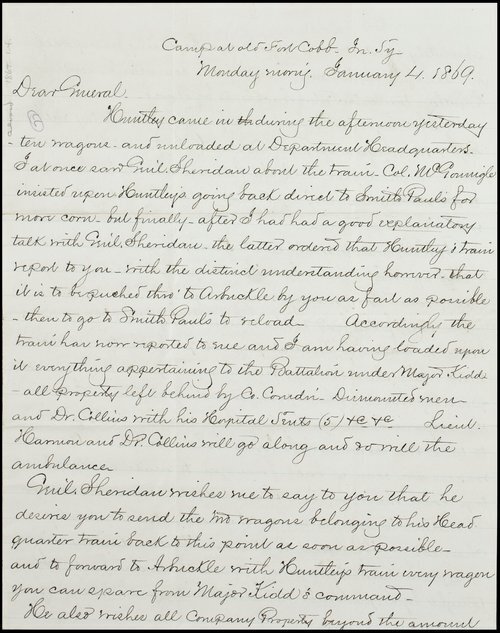 Camp at old Fort Cobb - In. Ty -
Monday morng. January 4. 1869.
Dear General.
Huntley came in during the afternoon yesterday
ten wagons - and unloaded at Department Headquarters.
I at once saw Genl. Sheridan about the train - Col. McGonnigle
insisted upon Huntley's going back direct to Smith Paul's for
more corn - but finally - after I had had a good explanatory
talk with Genl. Sheridan - the latter ordered that Huntley's train
report to you - with the distinct understanding however - that
it is to be pushed thro' to Arbuckle by you as fast as possible
- then to go to Smith Paul's to reload - Accordingly the
train has now reported to me and I am having loaded upon
it everything appertaining to the Battalion under Major Kidd -
- all property left behind by Co. Comdrs. Dismounted men -
and Dr. Collins with his Hospital Tents (5) &c &c Lieut.
Harmon and Dr. Collins will go along and so will the
ambulance
Genl. Sheridan wishes me to say to you that he
desires you to send the wagons belonging to his Head
quarter train back to this point as soon as possible -
and to forward to Arbuckle with Huntley's train every wagon
you can spare from Major Kidd's command -
He also wishes all Company Property beyond the amount